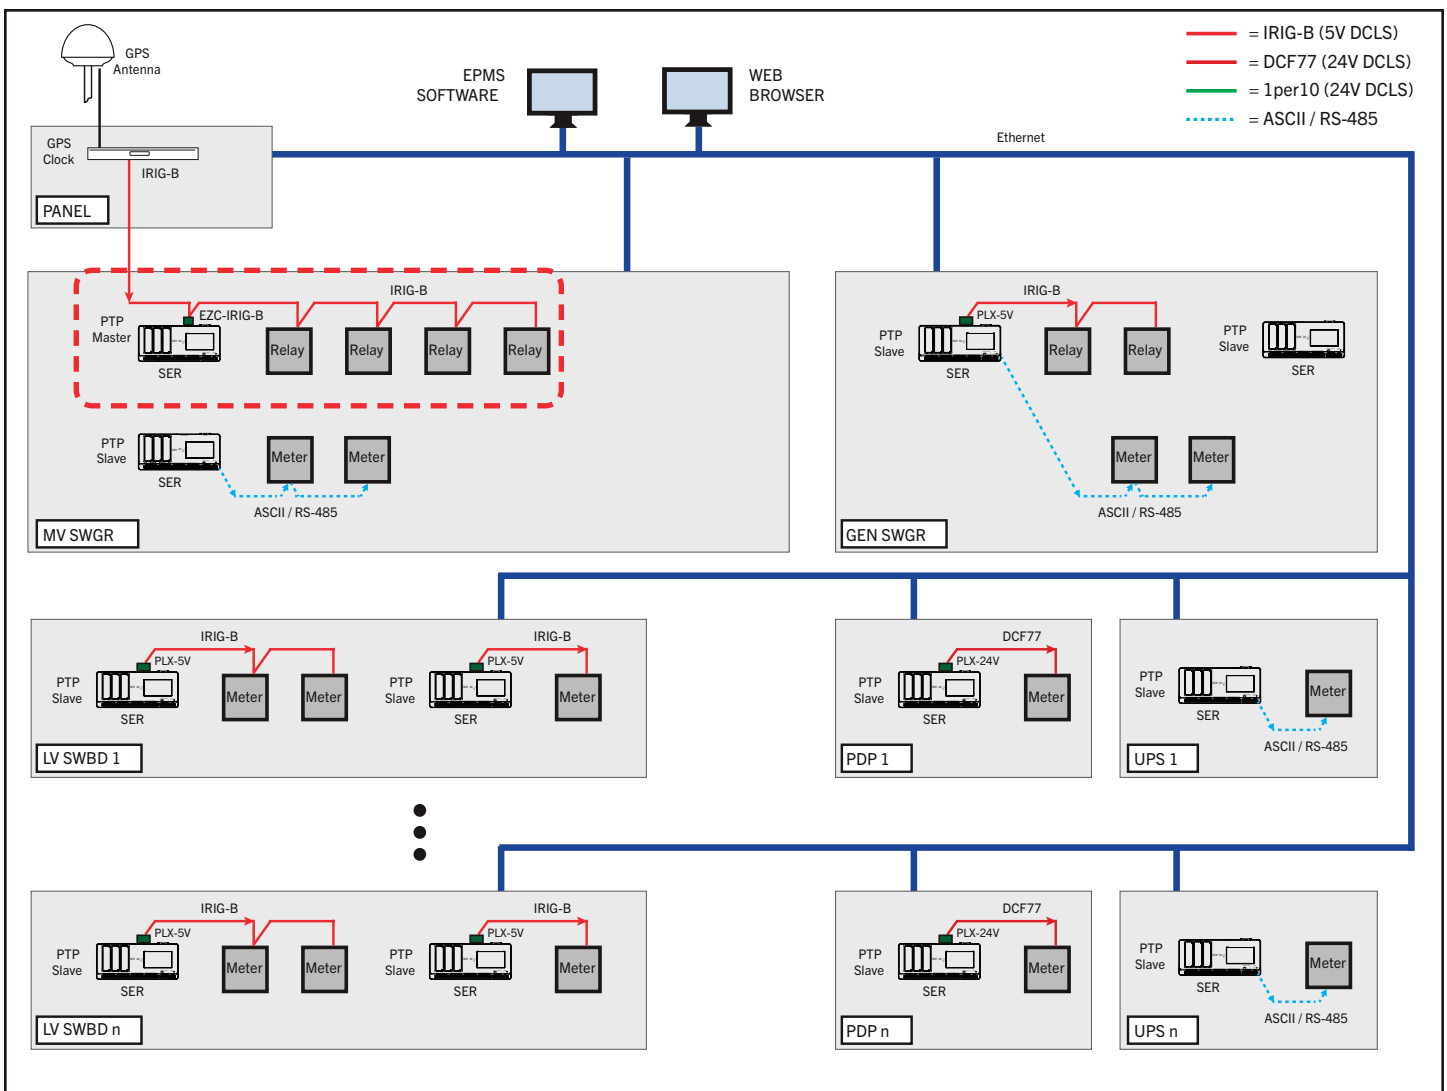 GPS
Antenna
EPMS
SOFTWARE
WEB
BROWSER
= IRIG-B (5V DCLS)
= DCF77 (24V DCLS)
= 1per10 (24V DCLS)
= ASCII / RS-485
Ethernet
GPS
Clock
IRIG-B
PANEL
IRIG-B
PTP
Master
EZC-IRIG-B
SER
Relay
Relay
Relay
Relay
PTP
Slave
SER
Meter
Meter
ASCII / RS-485
MV SWGR
IRIG-B
PTP
Slave
PLX-5V
SER
Relay
Relay
PTP
Slave
SER
Meter
Meter
ASCII / RS-485
GEN SWGR
IRIG-B
PLX-5V
PTP
Slave
SER
Meter
Meter
IRIG-B
PLX-5V
PTP
Slave
SER
Meter
LV SWBD 1
DCF77
PLX-24V
PTP
Slave
SER
Meter
PDP 1
PTP
Slave
SER
Meter
ASCII / RS-485
UPS 1
IRIG-B
PLX-5V
PTP
Slave
SER
Meter
Meter
IRIG-B
PLX-5V
PTP
Slave
SER
Meter
LV SWBD n
DCF77
PLX-24V
PTP
Slave
SER
Meter
PDP n
PTP
Slave
SER
Meter
ASCII / RS-485
UPS n